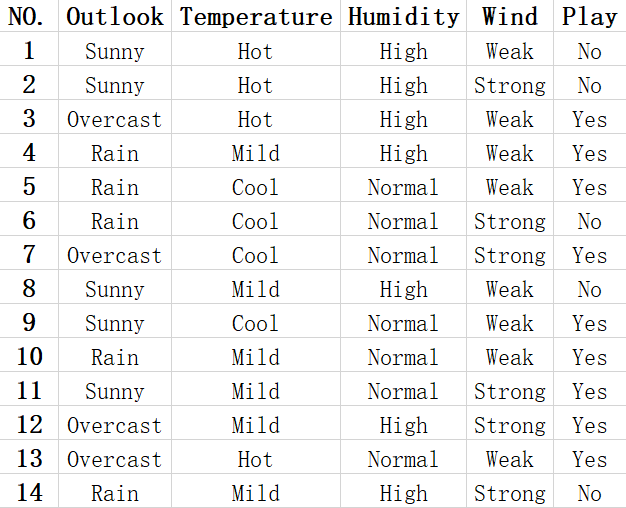 NO. Outlook Temperature Humidity Wind Play
1 Sunny Hot High Weak No
2 Sunny Hot High Strong No
3 Overcast Hot High Weak Yes
4 Rain Mild High Weak Yes
5 Rain Cool Normal Weak Yes
6 Rain Cool Normal Strong No
7 Overcast Cool Normal Strong Yes
8 Sunny Mild High Weak No
9 Sunny Cool Normal Weak Yes
10 Rain Mild Normal Weak Yes
11 Sunny Mild Normal Strong Yes
12 Overcast Mild High Strong Yes
13 Overcast Hot Normal Weak Yes
14 Rain Mild High Strong No